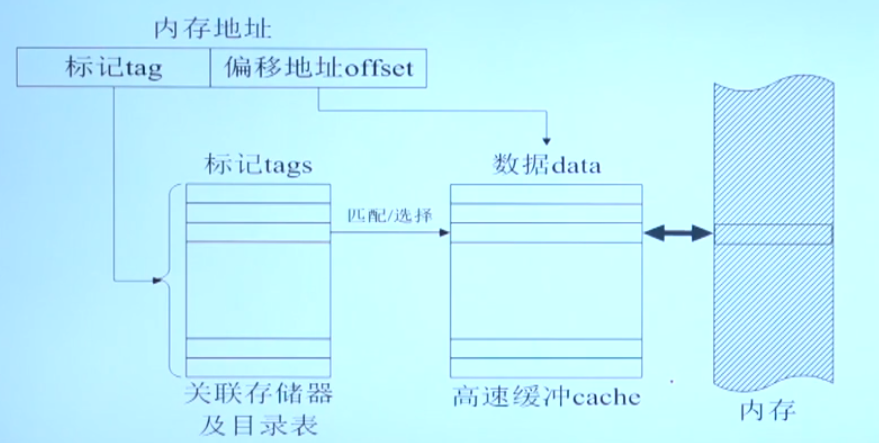 内存地址
标记tag
偏移地址offset
标记tags
数据data
匹配/选择
关联存储器
及目录表
高速缓冲cache
内存